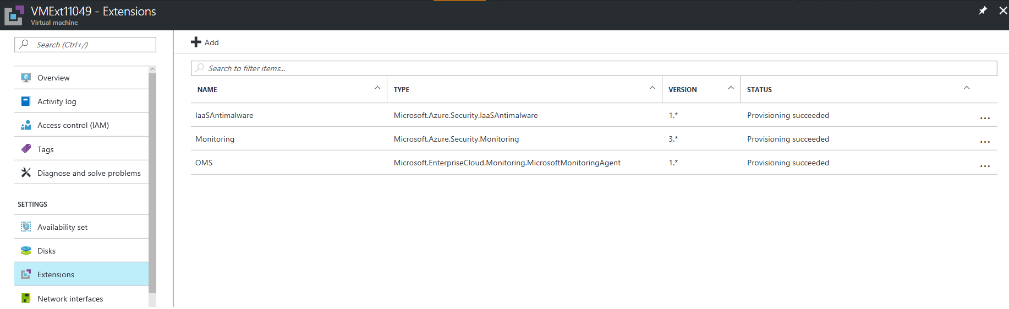 VMExt11049 - Extensions
Virtual machine
Search (Ctrl+/)
Overview
Activity log
Access control (IAM)
Tags
Diagnose and solve problems
SETTINGS
Availability set
Disks
Extensions
Network interfaces
Add
Search to filter items...
NAME TYPE VERSION STATUS
IaaSAntimalware Microsoft.Azure.Security.IaaSAntimalware 1.* Provisioning succeeded ...
Monitoring Microsoft.Azure.Security.Monitoring 3.* Provisioning succeeded ...
OMS Microsoft.EnterpriseCloud.Monitoring.MicrosoftMonitoringAgent 1.* Provisioning succeeded ...